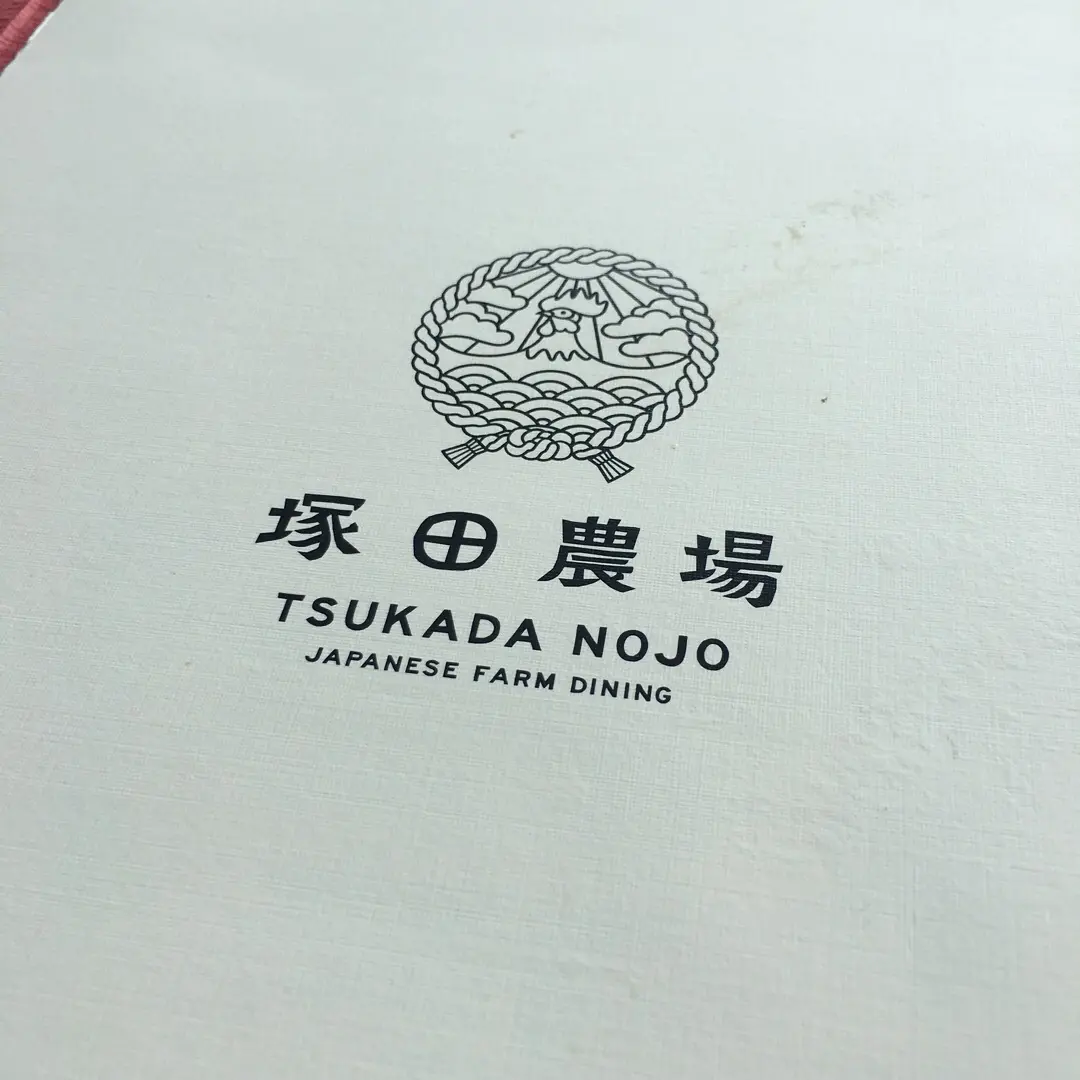 塚田農場
TSUKADA NOJO
JAPANESE FARM DINING